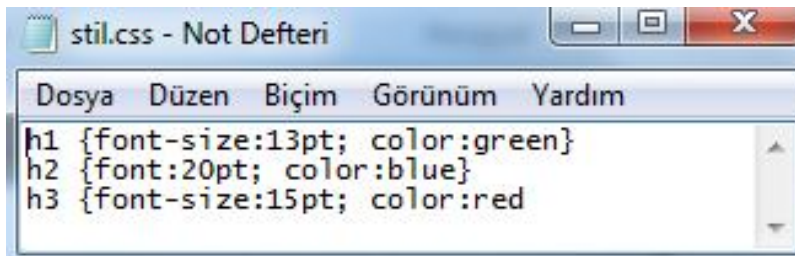 stil.css - Not Defteri
Dosya Düzen Biçim Görünüm Yardım
h1 {font-size:13pt; color:green}
h2 {font:20pt; color:blue}
h3 {font-size:15pt; color:red